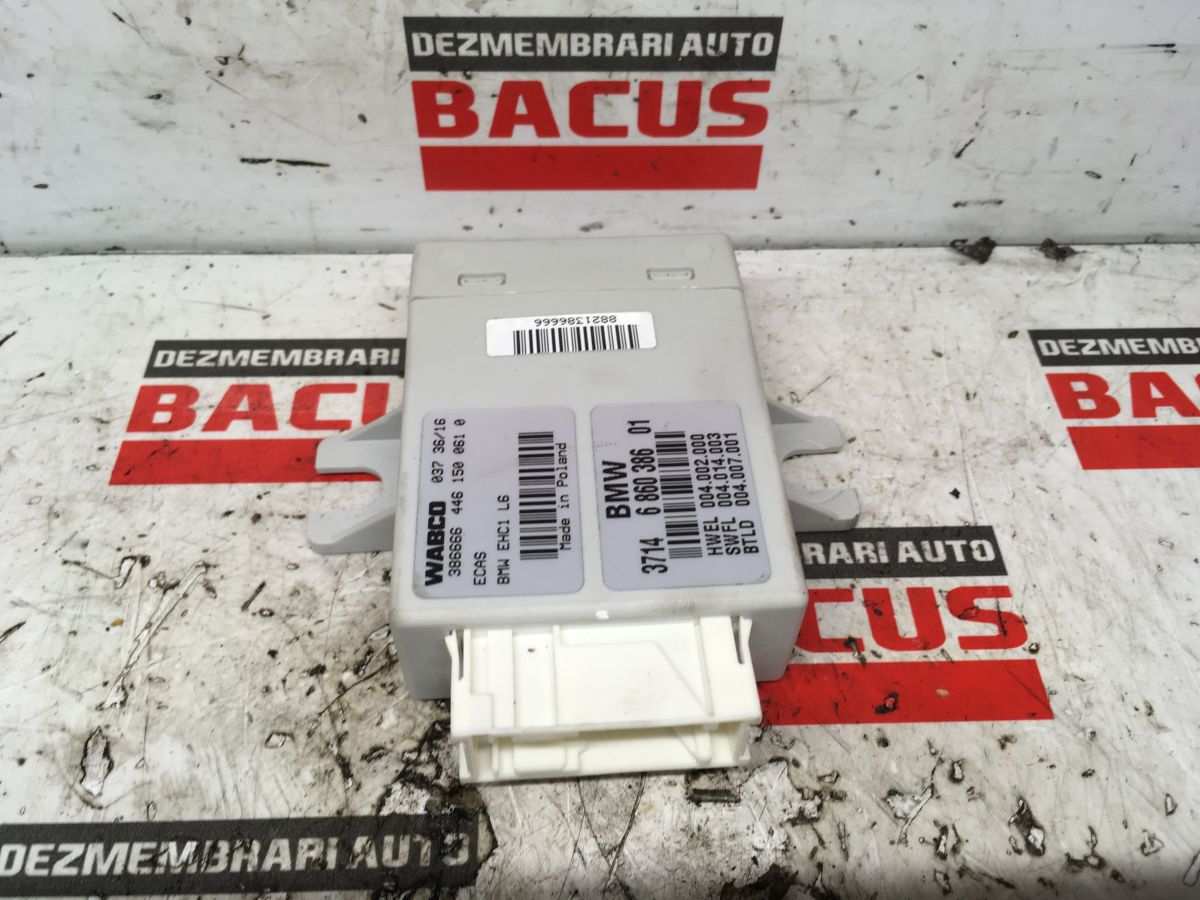 DEZMEMBRARI AUTO
BACUS
8821386666
WABCO 037 36/16
386666 446 150 061 0
ECAS
BMW EHC1 L6
Made in Poland
BMW
3714 6 860 386 01
HWEL 004.002.000
SWFL 004.014.003
BTLD 004.007.001
DEZMEMBRARI
BACUS
DEZMEMBRARI
BAC
DEZMEMBRARI AUTO
CUS
DEZMEMBRARI AUTO